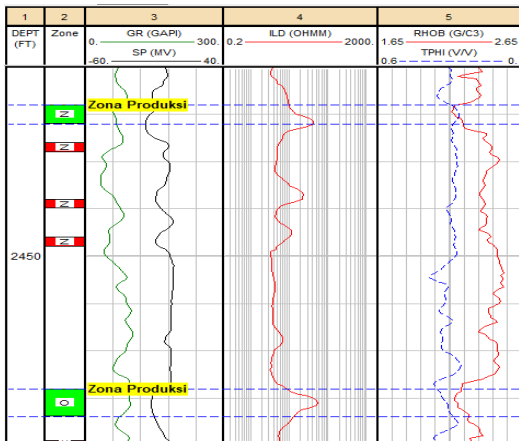 1 2 3 4 5
DEPT Zone GR (GAPI) ILD (OHMM) RHOB (G/C3)
(FT) 0. 300. 0.2 2000. 1.65 2.65
SP (MV) TPHI (V/V)
-60. 40. 0.6 0.
Zona Produksi
N
N
N
N
2450
Zona Produksi
O